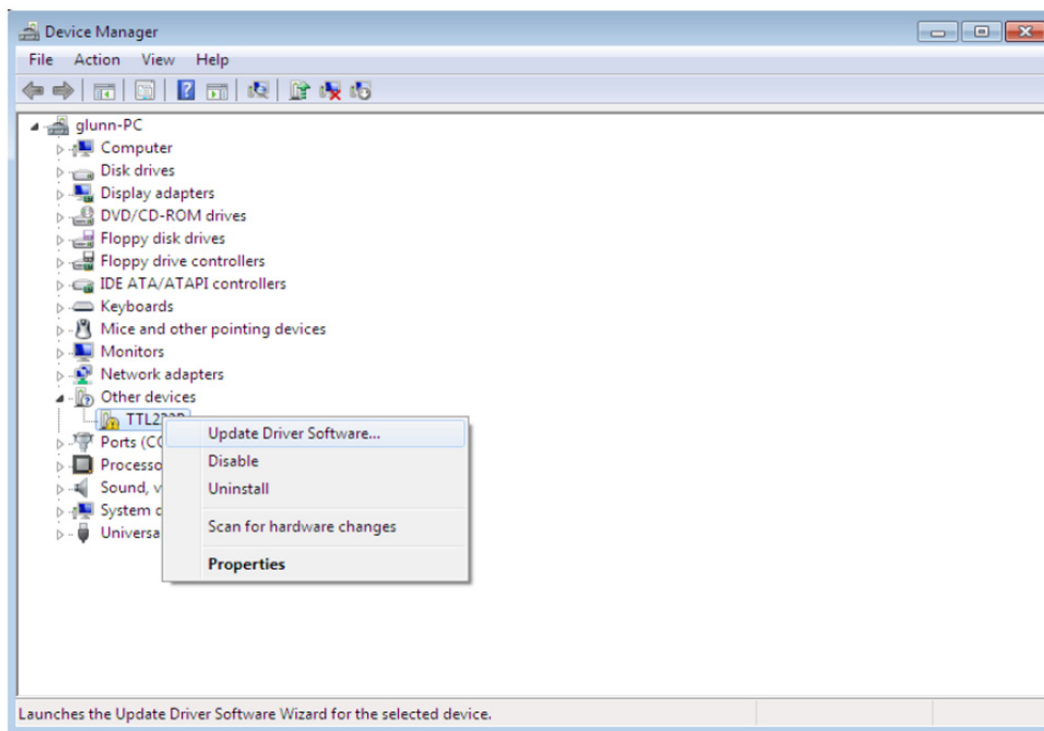 Device Manager
File Action View Help
glunn-PC
Computer
Disk drives
Display adapters
DVD/CD-ROM drives
Floppy disk drives
Floppy drive controllers
IDE ATA/ATAPI controllers
Keyboards
Mice and other pointing devices
Monitors
Network adapters
Other devices
Ports
Sound,
System
Update Driver Software...
Disable
Uninstall
Scan for hardware changes
Properties
Launches the Update Driver Software Wizard for the selected device.